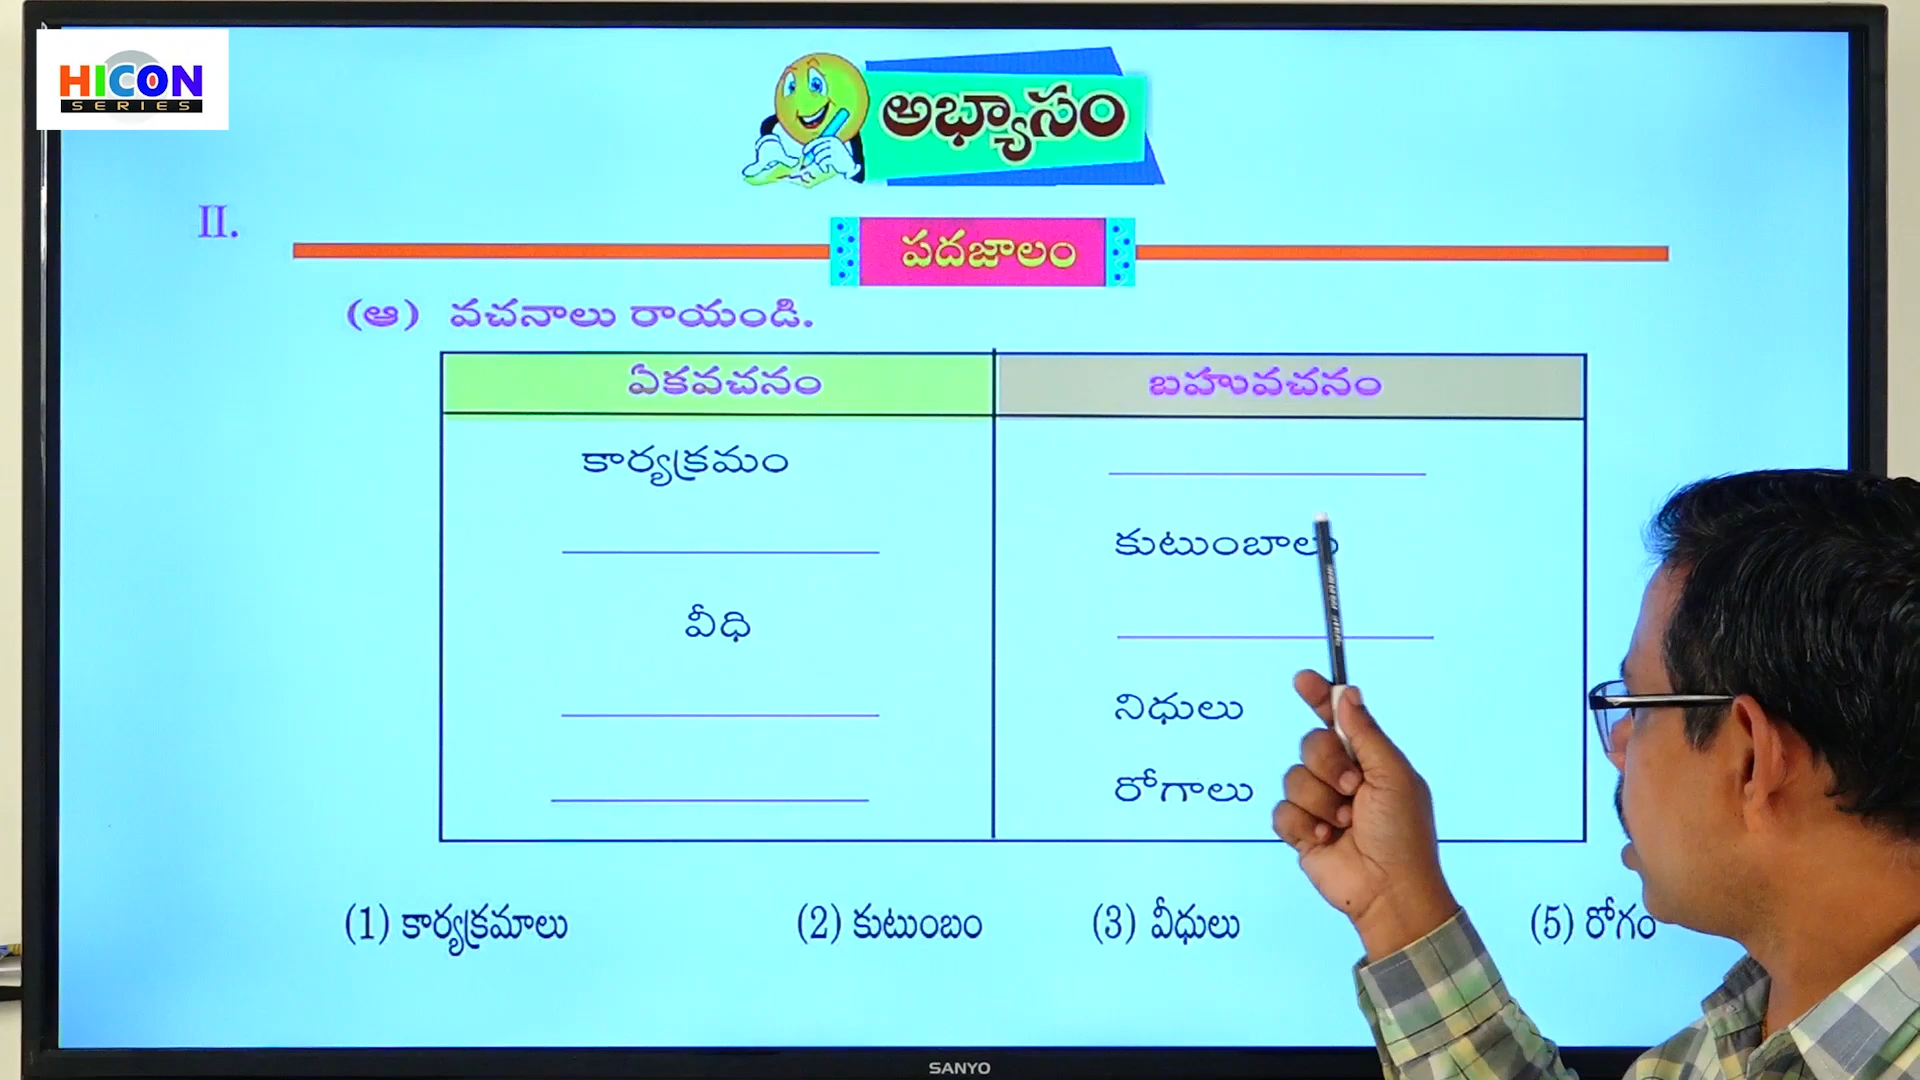 HICON
SERIES
అభ్యాసం
II.
పదజాలం
(ఆ) వచనాలు రాయండి.
ఏకవచనం బహువచనం
కార్యక్రమం
కుటుంబాలు
వీధి
నిధులు
రోగాలు
(1) కార్యక్రమాలు (2) కుటుంబం (3) వీధులు (5) రోగం
SANYO